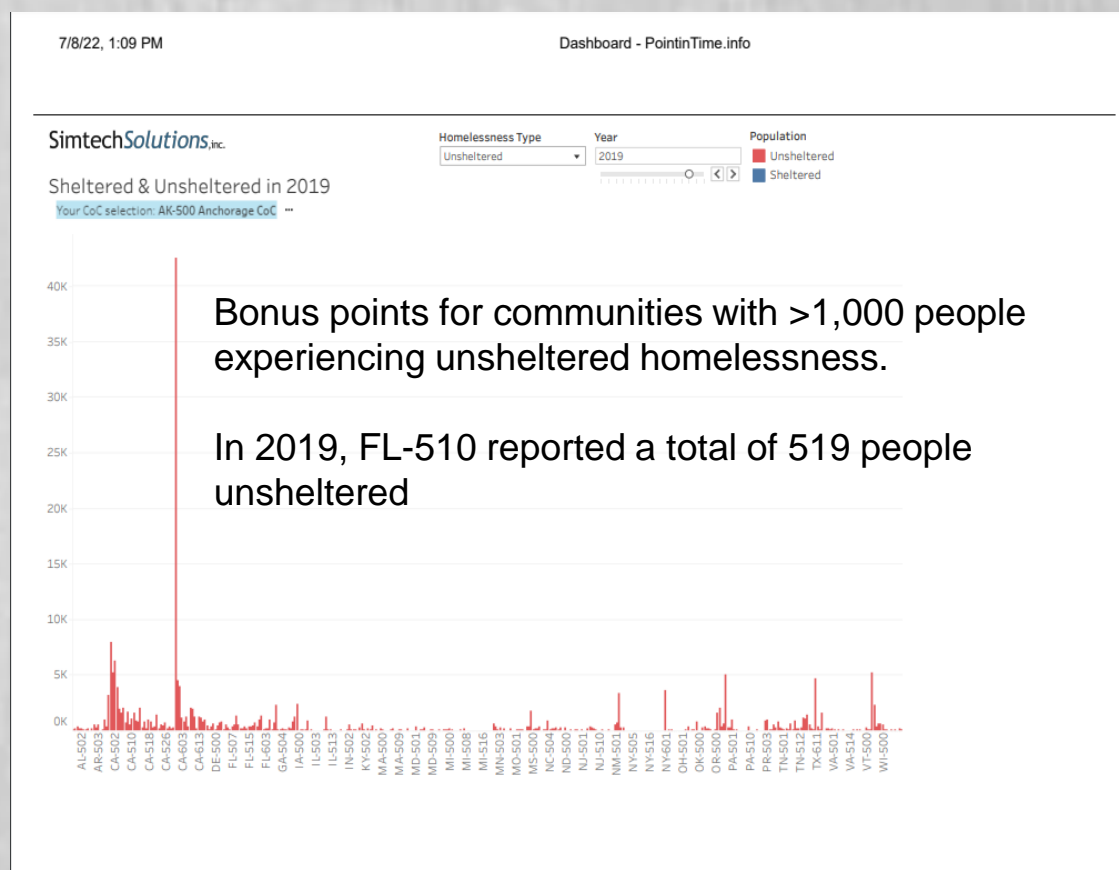 7/8/22, 1:09 PM
Dashboard - PointinTime.info
SimtechSolutions,inc.
Homelessness Type
Year
Population
Unsheltered
2019
Unsheltered
Sheltered
Sheltered & Unsheltered in 2019
Your CoC selection: AK-500 Anchorage CoC ···
40K
35K
30K
25K
20K
15K
10K
5K
0K
Bonus points for communities with >1,000 people
experiencing unsheltered homelessness.
In 2019, FL-510 reported a total of 519 people
unsheltered
AL-502
AR-503
CA-502
CA-510
CA-518
CA-526
CA-603
CA-613
DE-500
FL-507
FL-515
FL-603
GA-504
IA-500
IL-503
IL-513
IN-502
KY-502
MA-500
MA-509
MD-501
MD-509
MI-500
MI-508
MI-516
MN-503
MO-501
MS-500
NC-504
ND-500
NJ-501
NJ-510
NM-501
NY-505
NY-516
NY-601
OH-501
OK-500
OR-500
PA-501
PA-510
PR-503
TN-501
TN-512
TX-611
VA-501
VA-514
VT-500
WI-500